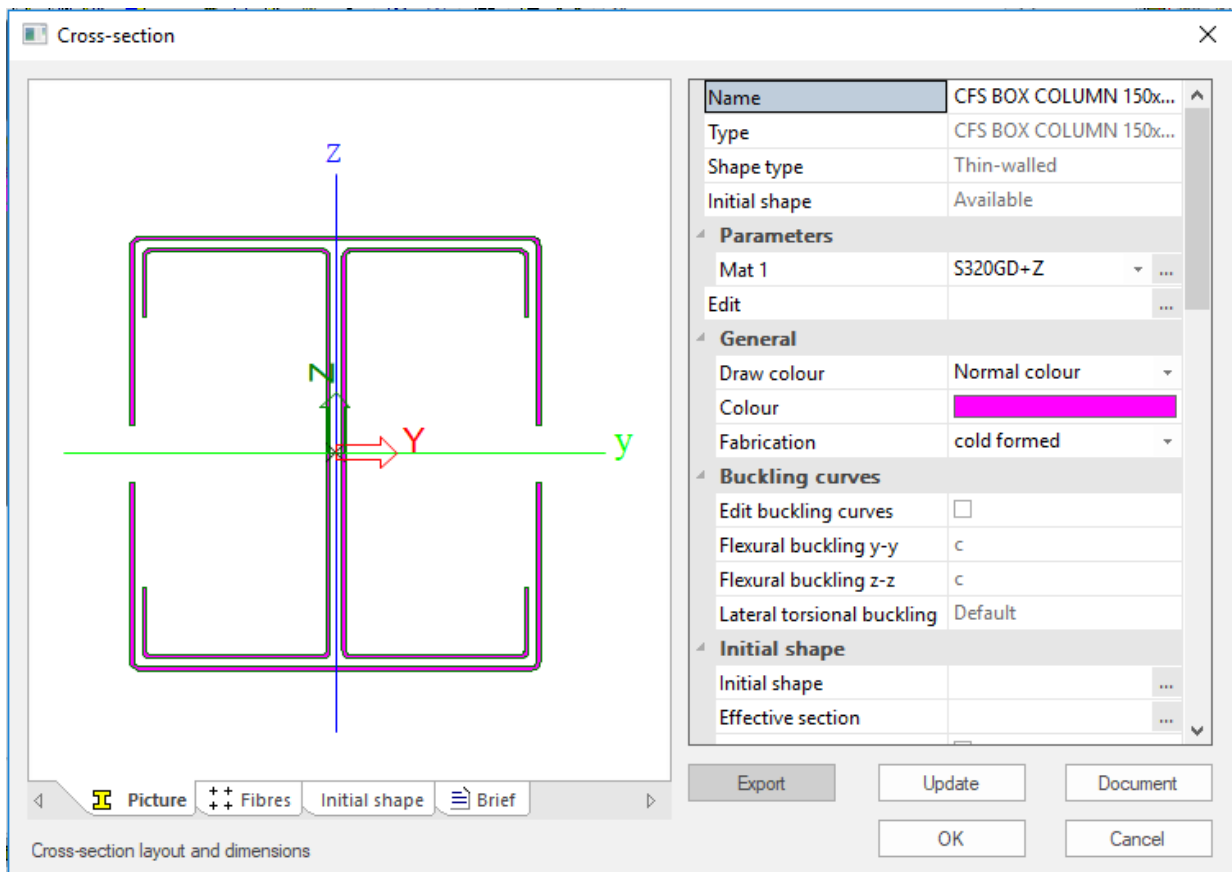 Cross-section
Name CFS BOX COLUMN 150x...
Type CFS BOX COLUMN 150x...
Shape type Thin-walled
Initial shape Available
Parameters
Mat 1 S320GD+Z ...
Edit ...
General
Draw colour Normal colour
Colour
Fabrication cold formed
Buckling curves
Edit buckling curves
Flexural buckling y-y c
Flexural buckling z-z c
Lateral torsional buckling Default
Initial shape
Initial shape ...
Effective section ...
z
Z
Y
y
Picture Fibres Initial shape Brief
Export Update Document
OK Cancel
Cross-section layout and dimensions